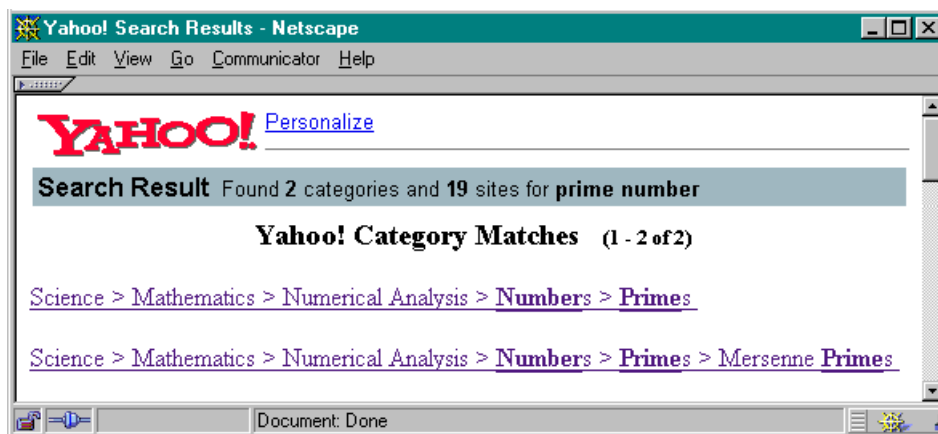 Yahoo! Search Results - Netscape
File Edit View Go Communicator Help
YAHOO! Personalize
Search Result Found 2 categories and 19 sites for prime number
Yahoo! Category Matches (1 - 2 of 2)
Science > Mathematics > Numerical Analysis > Numbers > Primes
Science > Mathematics > Numerical Analysis > Numbers > Primes > Mersenne Primes
Document: Done